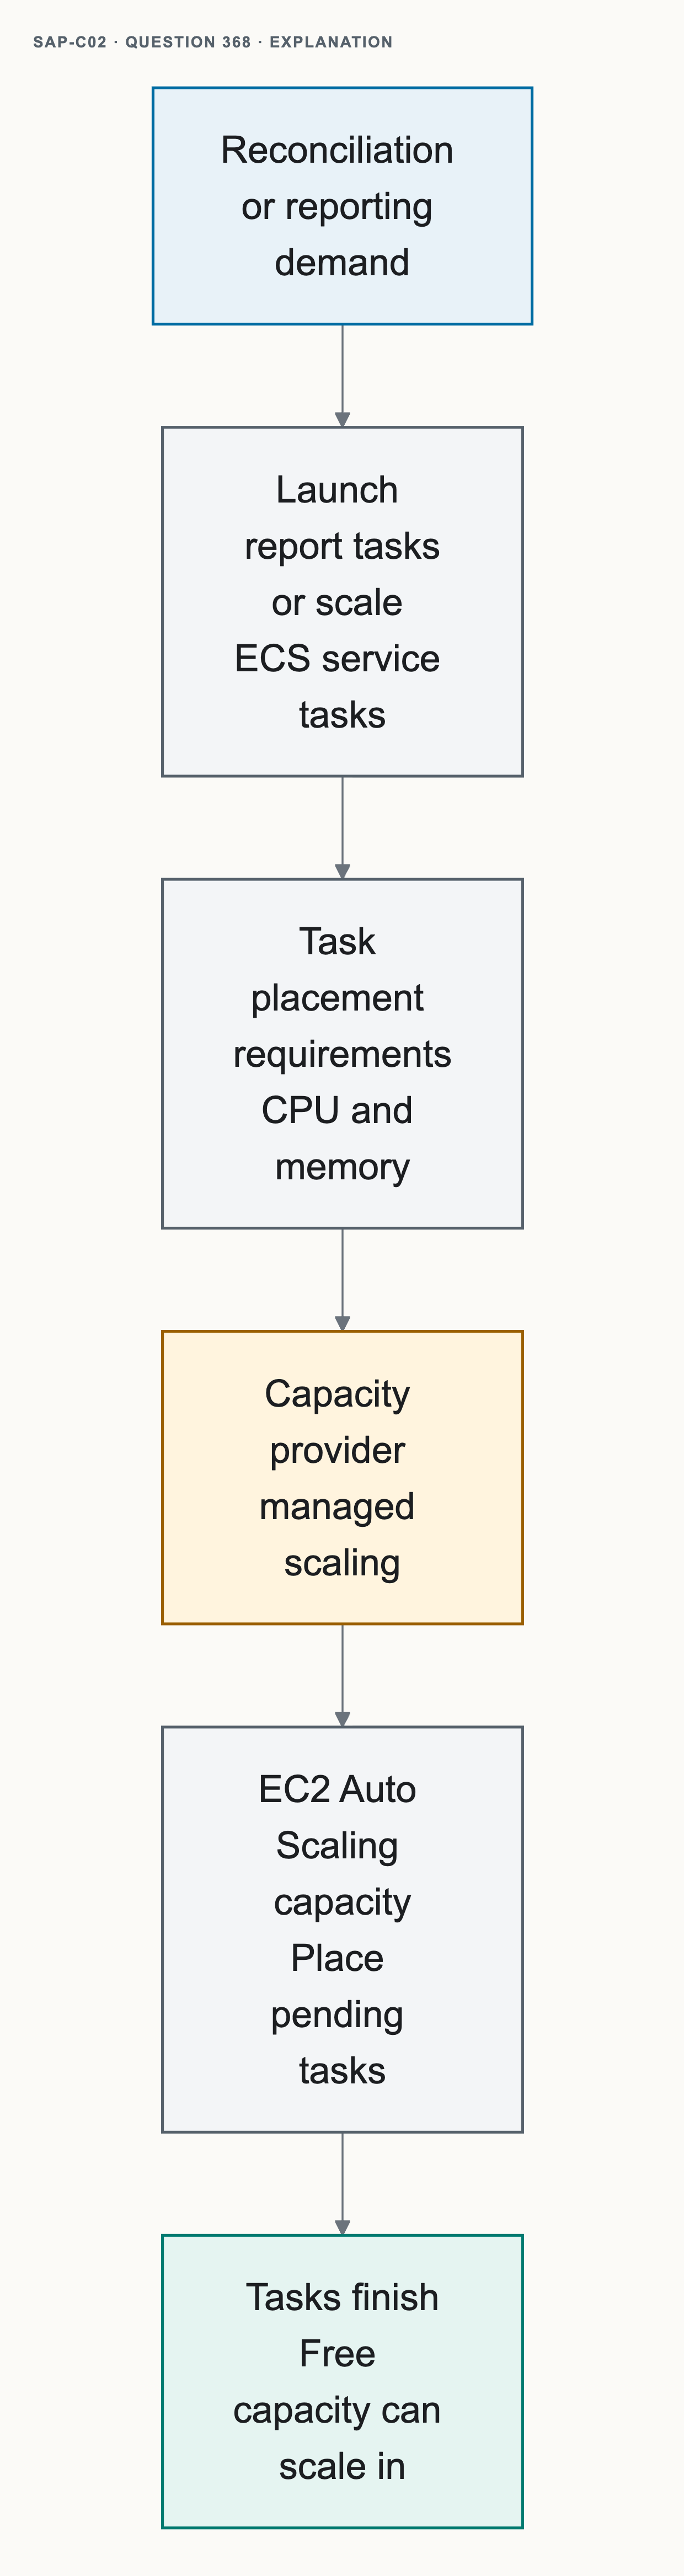 SAP-C02 · QUESTION 368 · EXPLANATION
Reconciliation
or reporting
demand
Launch
report tasks
or scale
ECS service
tasks
Task
placement
requirements
CPU and
memory
Capacity
provider
managed
scaling
EC2 Auto
Scaling
capacity
Place
pending
tasks
Tasks finish
Free
capacity can
scale in